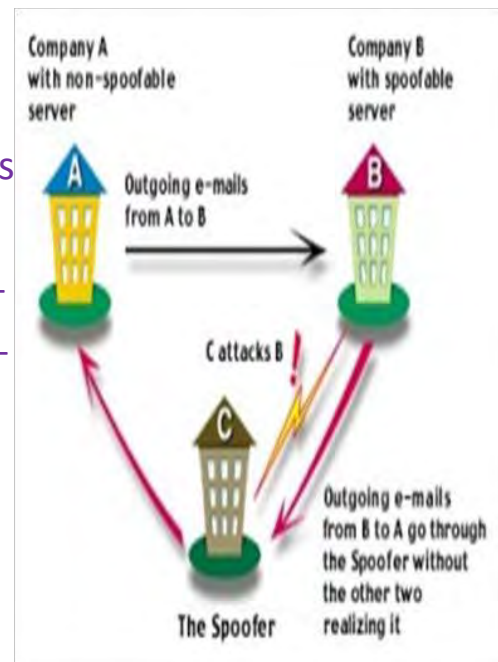 Company A
with non-spoofable
server
Company B
with spoofable
server
s
A
B
Outgoing e-mails
from A to B
-
-
C attacks B
!
C
Outgoing e-mails
from B to A go through
the Spoofer without
the other two
realizing it
The Spoofer